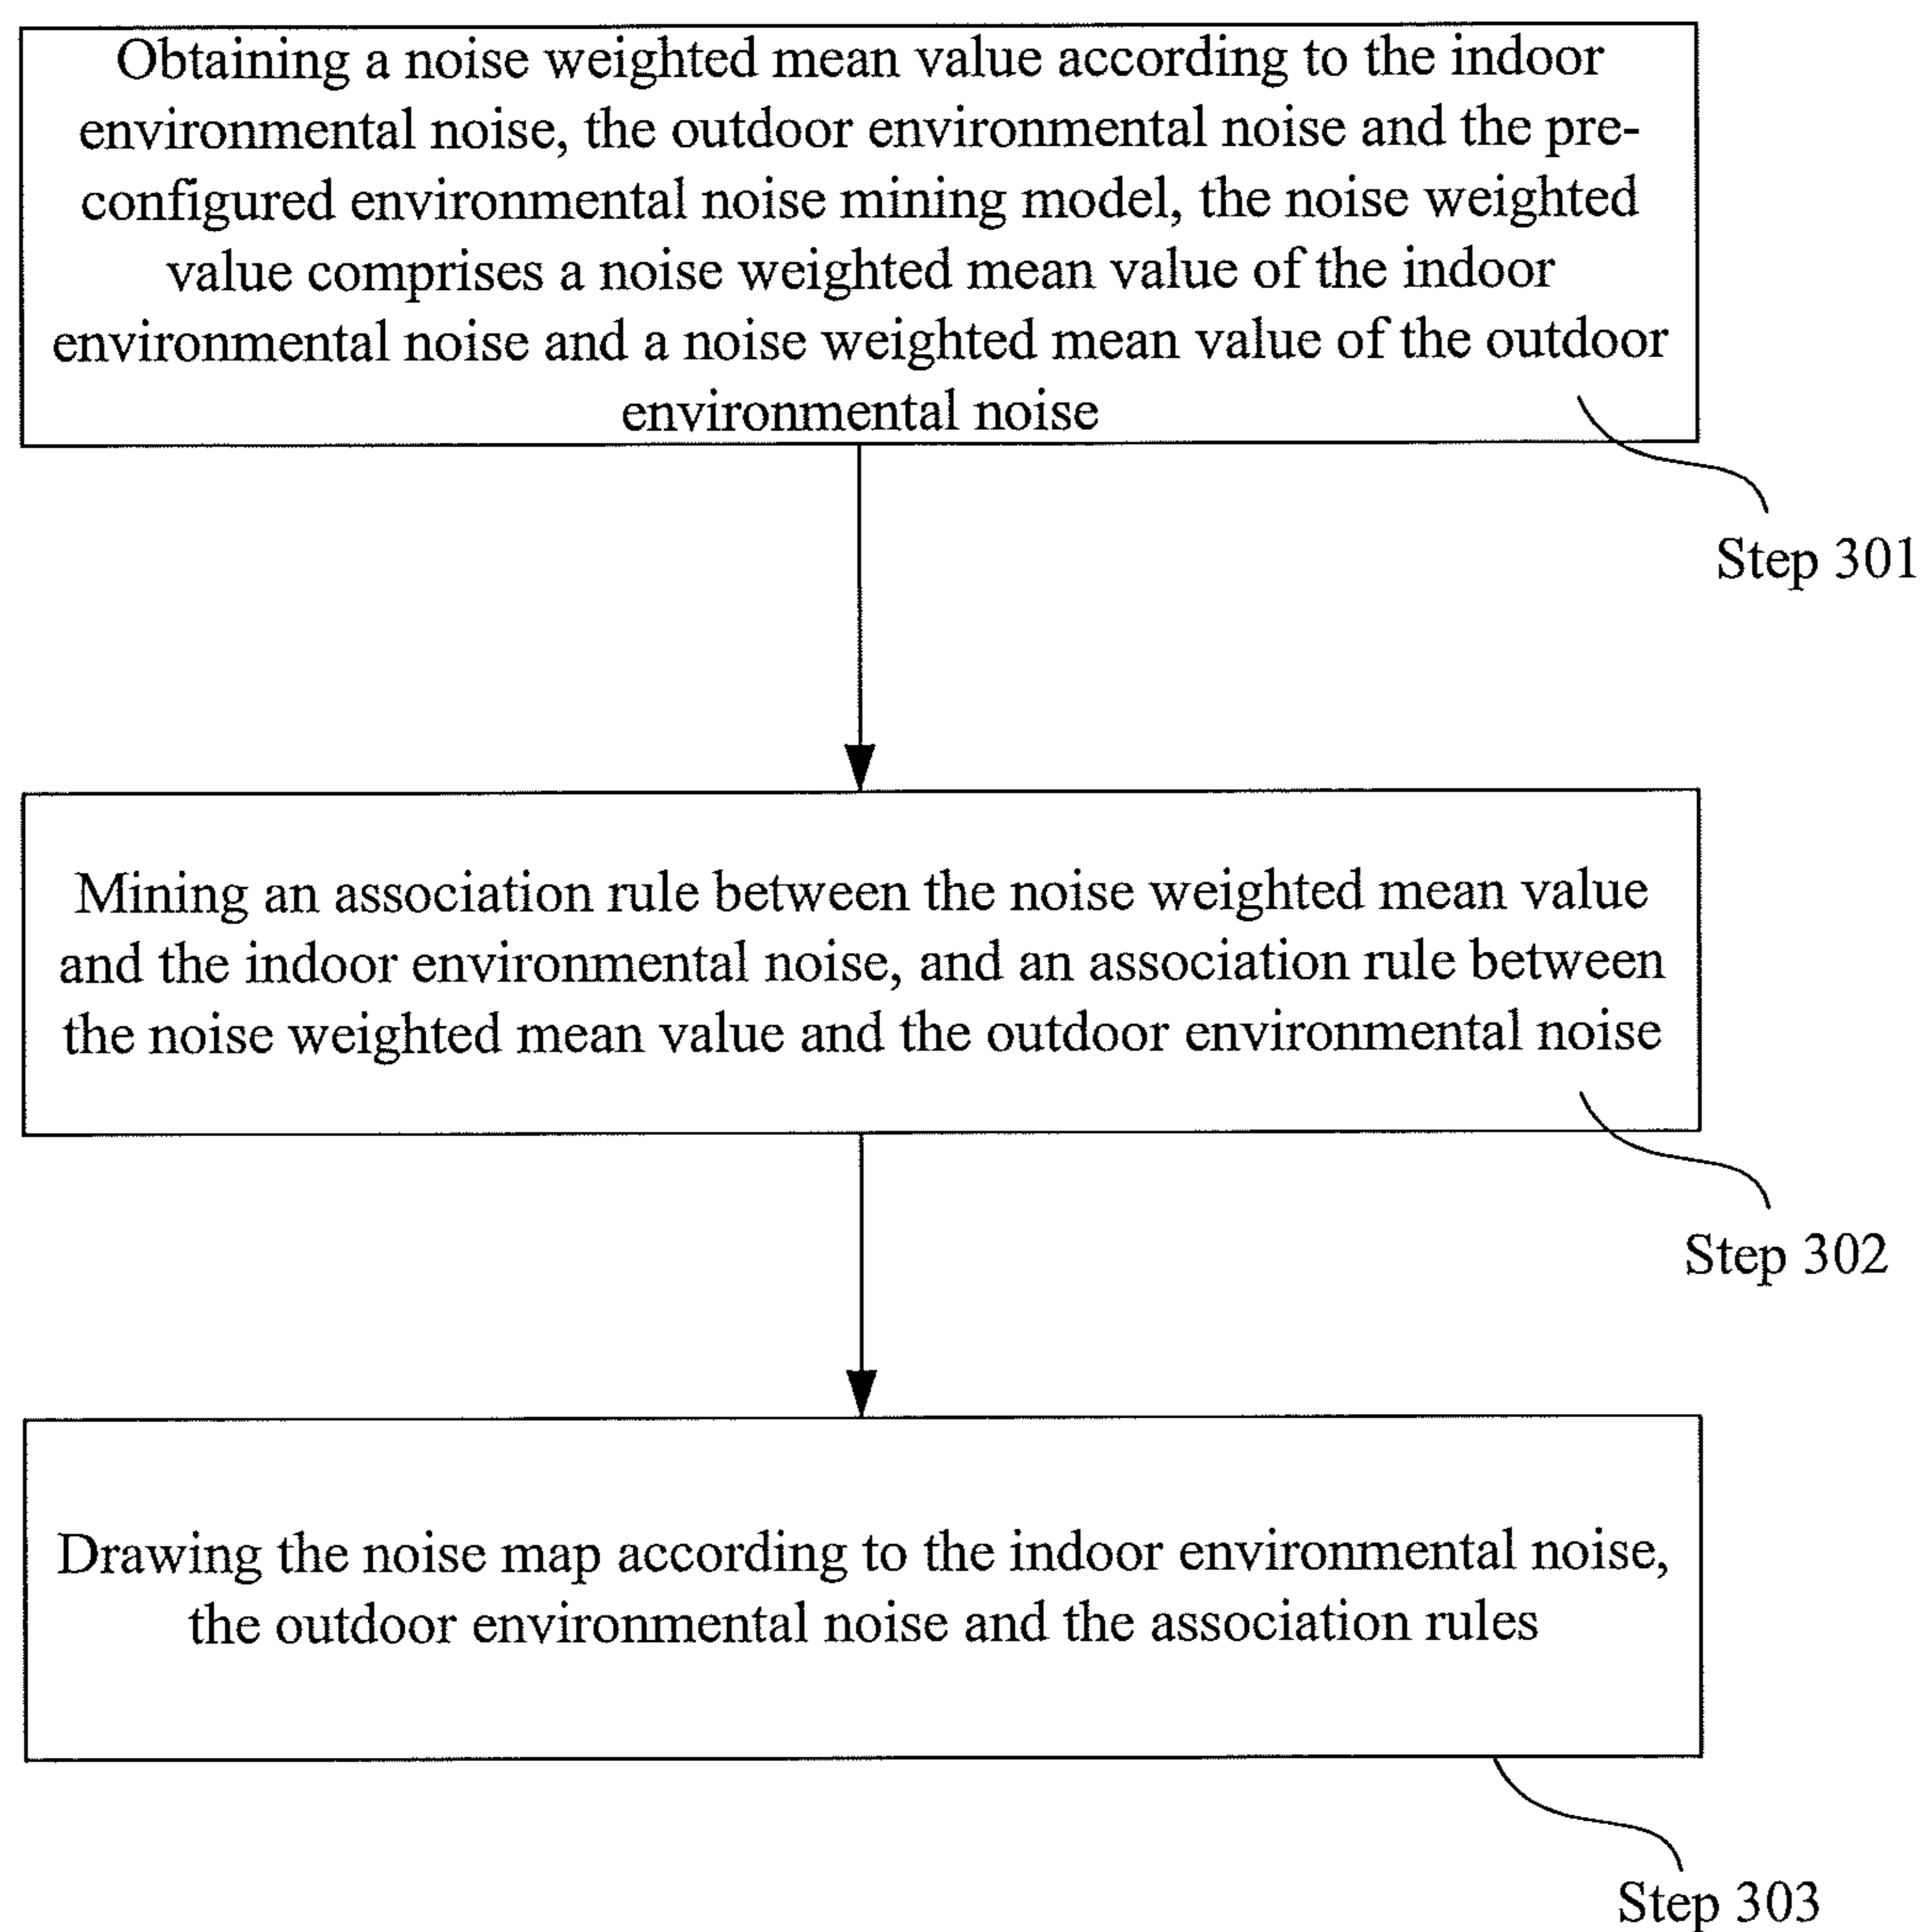 Obtaining a noise weighted mean value according to the indoor
environmental noise, the outdoor environmental noise and the pre-
configured environmental noise mining model, the noise weighted
value comprises a noise weighted mean value of the indoor
environmental noise and a noise weighted mean value of the outdoor
environmental noise
Step 301
Mining an association rule between the noise weighted mean value
and the indoor environmental noise, and an association rule between
the noise weighted mean value and the outdoor environmental noise
Step 302
Drawing the noise map according to the indoor environmental noise,
the outdoor environmental noise and the association rules
Step 303